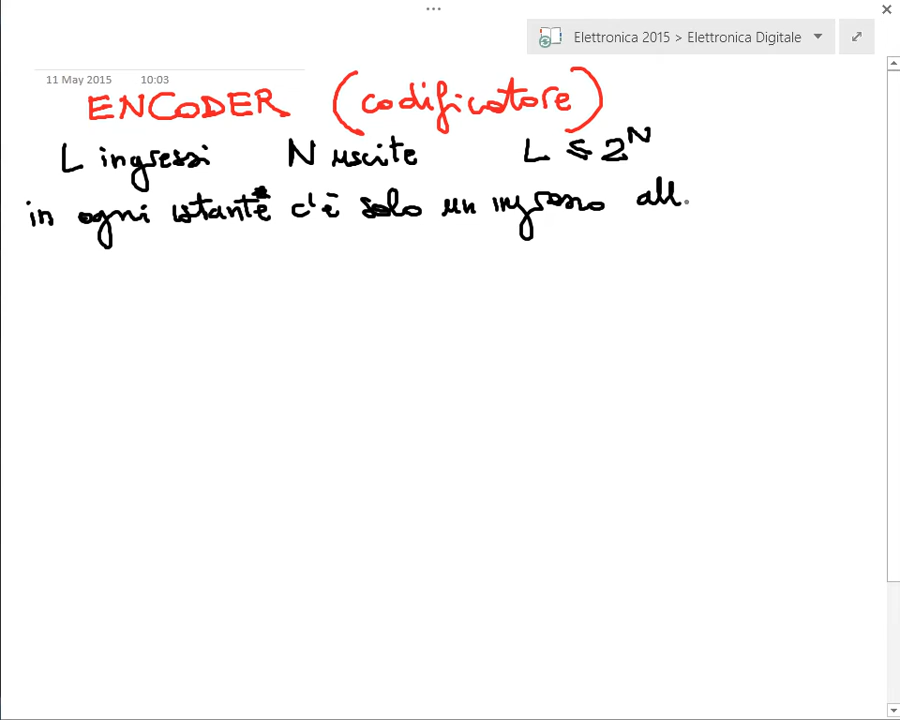 Elettronica 2015 > Elettronica Digitale
11 May 2015 10:03
ENCODER (codificatore)
L ingressi N uscite L ≤ 2^N
in ogni istante c'è solo un ingresso all